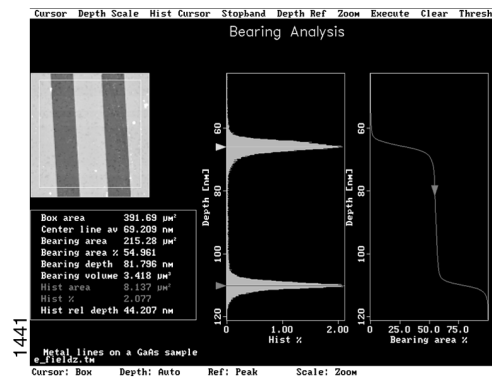 Cursor Depth Scale Hist Cursor Stopband Depth Ref Zoom Execute Clear Thresh
Bearing Analysis
Box area 391.69 µm²
Center line av 69.209 nm
Bearing area 215.28 µm²
Bearing area % 54.961
Bearing depth 81.796 nm
Bearing volume 3.418 µm³
Hist area 8.137 µm²
Hist % 2.077
Hist rel depth 44.207 nm
Metal lines on a GaAs sample
e_fieldz.tm
1441
Depth [nm]
60
80
100
120
0 1.00 2.00
Hist %
Depth [nm]
60
80
100
120
0 25.0 50.0 75.0
Bearing area %
Cursor: Box Depth: Auto Ref: Peak Scale: Zoom